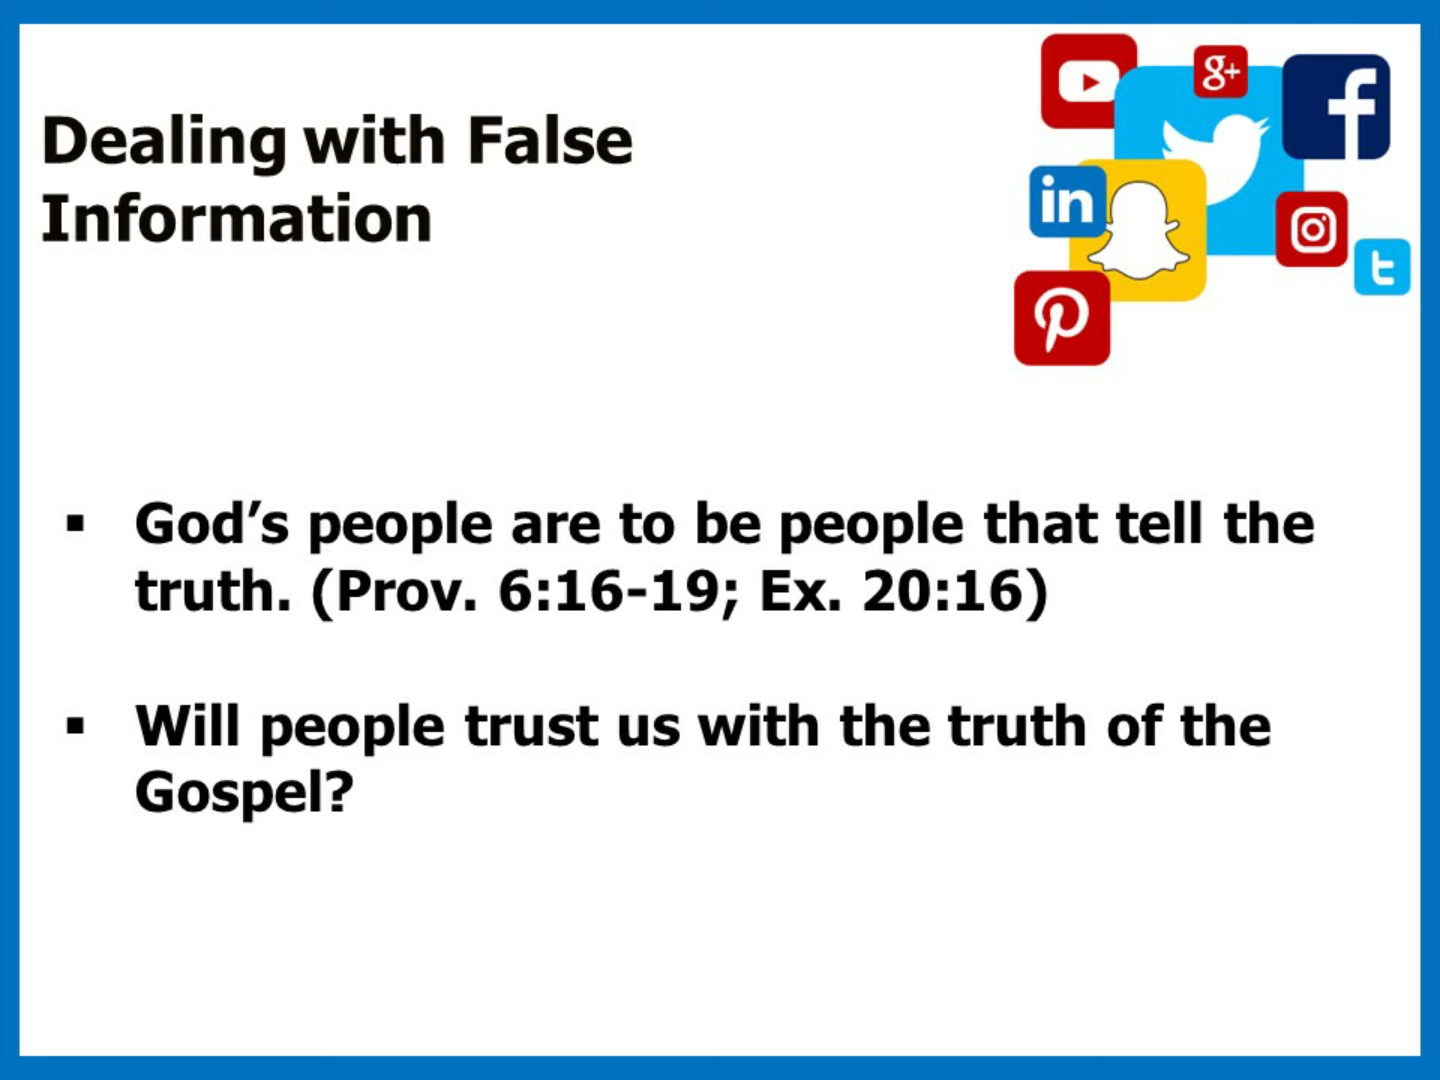 Dealing with False
Information
g+
f
in
t
▪ God’s people are to be people that tell the
truth. (Prov. 6:16-19; Ex. 20:16)
▪ Will people trust us with the truth of the
Gospel?